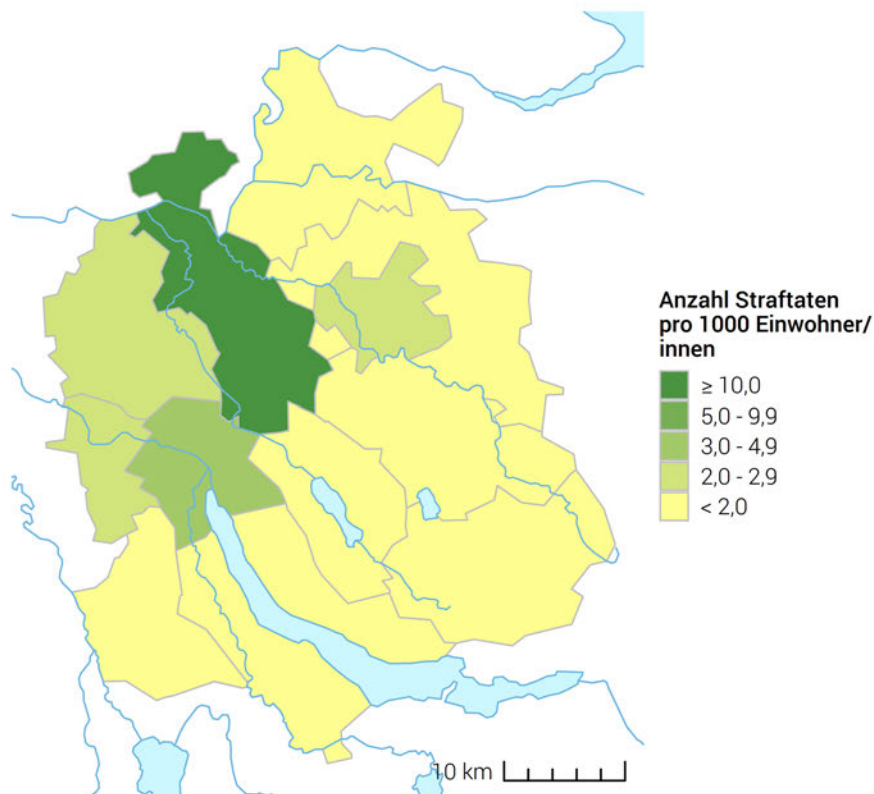 Anzahl Straftaten
pro 1000 Einwohner/
innen
≥ 10,0
5,0 - 9,9
3,0 - 4,9
2,0 - 2,9
< 2,0
10 km